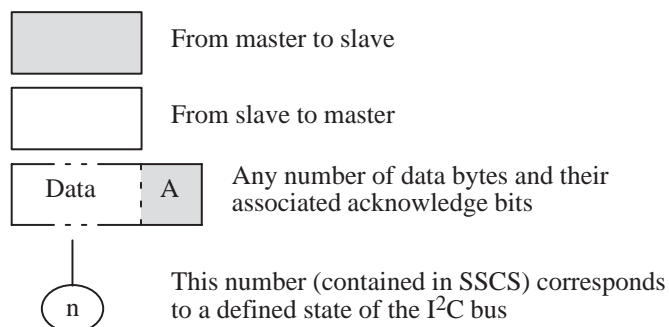 From master to slave
From slave to master
Data A
Any number of data bytes and their
associated acknowledge bits
n
This number (contained in SSCS) corresponds
to a defined state of the I²C bus